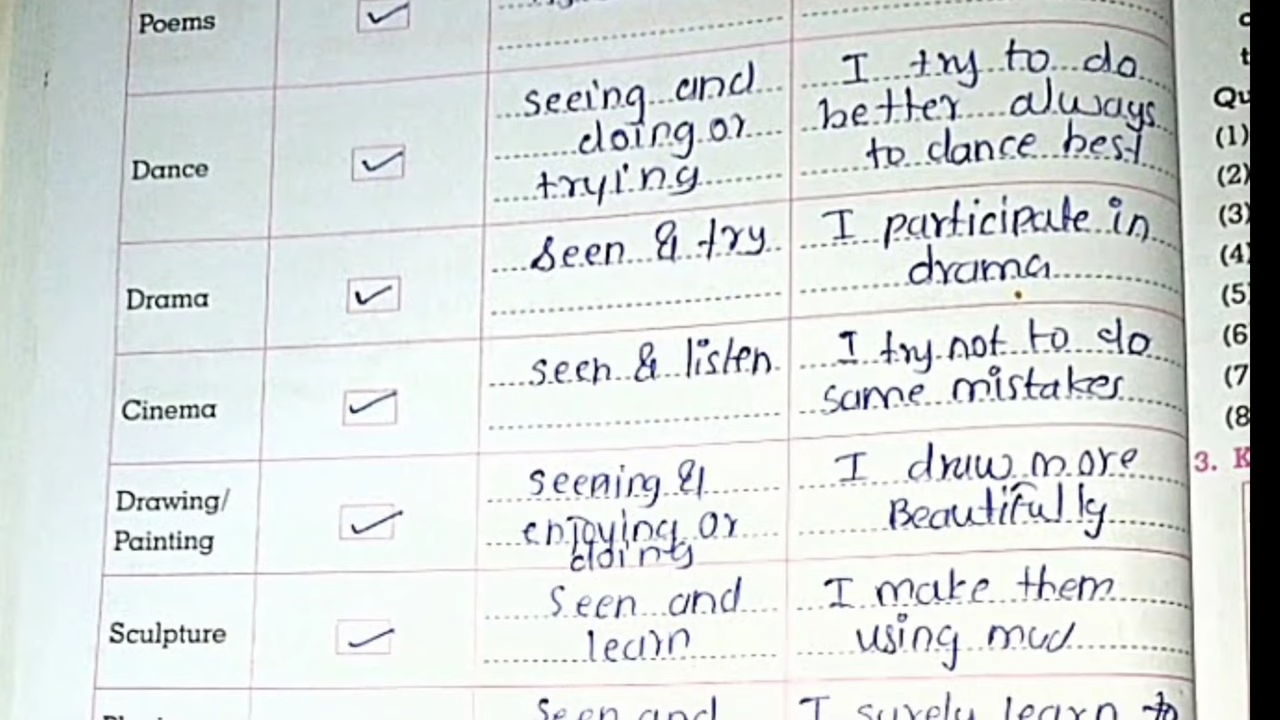 Poems
Dance
seeing and
doing or
trying
I try to do
better always
to dance best
Drama
seen & try
I participate in
drama
Cinema
seen & listen
I try not to do
same mistakes
Drawing/
Painting
seening &
enjoying or
doing
I draw more
Beautifully
Sculpture
Seen and
learn
I make them
using mud
Seen and
I surely learn to
Qu
(1)
(2)
(3)
(4)
(5)
(6
(7
(8
3. K